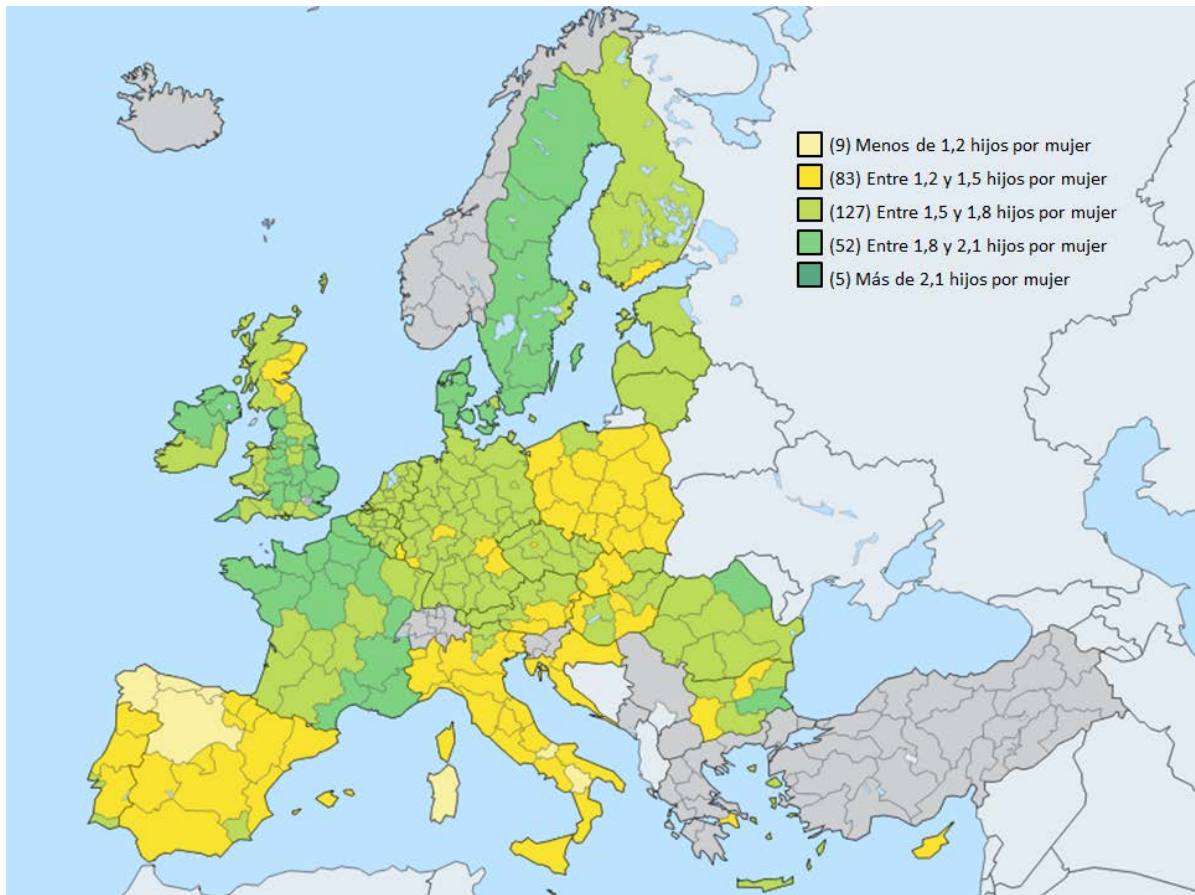 (9) Menos de 1,2 hijos por mujer
(83) Entre 1,2 y 1,5 hijos por mujer
(127) Entre 1,5 y 1,8 hijos por mujer
(52) Entre 1,8 y 2,1 hijos por mujer
(5) Más de 2,1 hijos por mujer